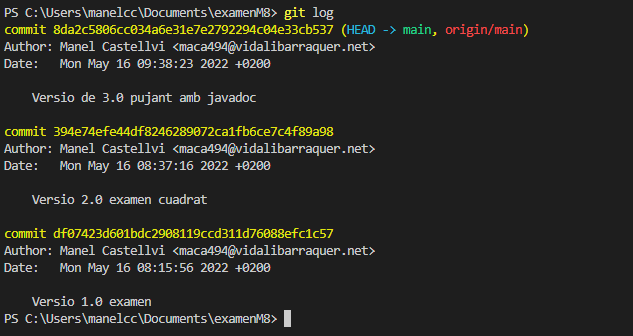 PS C:\Users\manelcc\Documents\examenM8> git log
commit 8da2c5806cc034a6e31e7e2792294c04e33cb537 (HEAD -> main, origin/main)
Author: Manel Castellvi <maca494@vidalibarraquer.net>
Date:   Mon May 16 09:38:23 2022 +0200
    Versio de 3.0 pujant amb javadoc
commit 394e74efe44df8246289072ca1fb6ce7c4f89a98
Author: Manel Castellvi <maca494@vidalibarraquer.net>
Date:   Mon May 16 08:37:16 2022 +0200
    Versio 2.0 examen cuadrat
commit df07423d601bdc2908119ccd311d76088efc1c57
Author: Manel Castellvi <maca494@vidalibarraquer.net>
Date:   Mon May 16 08:15:56 2022 +0200
    Versio 1.0 examen
PS C:\Users\manelcc\Documents\examenM8>